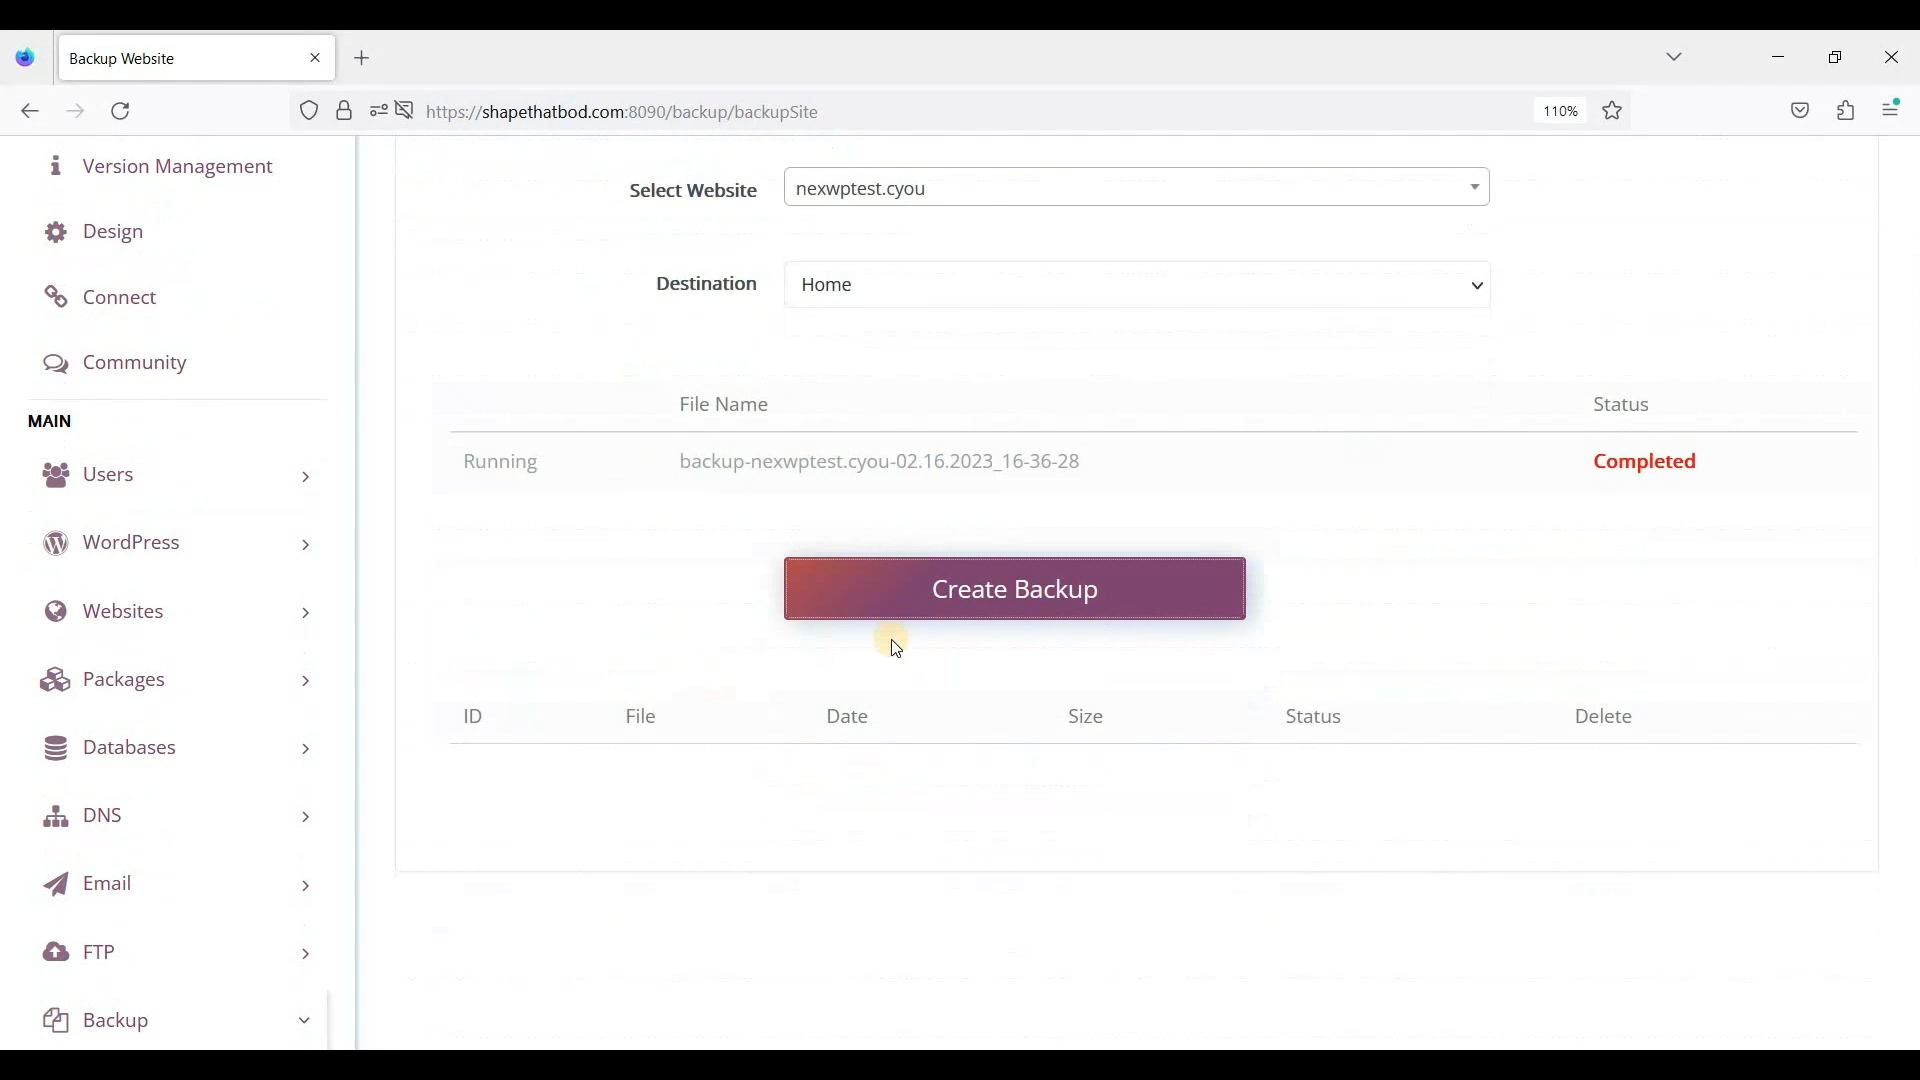 Backup Website
https://shapethatbod.com:8090/backup/backupSite
110%
Version Management
Design
Connect
Community
MAIN
Users
WordPress
Websites
Packages
Databases
DNS
Email
FTP
Backup
Select Website nexwptest.cyou
Destination Home
File Name Status
Running backup-nexwptest.cyou-02.16.2023_16-36-28 Completed
Create Backup
ID File Date Size Status Delete